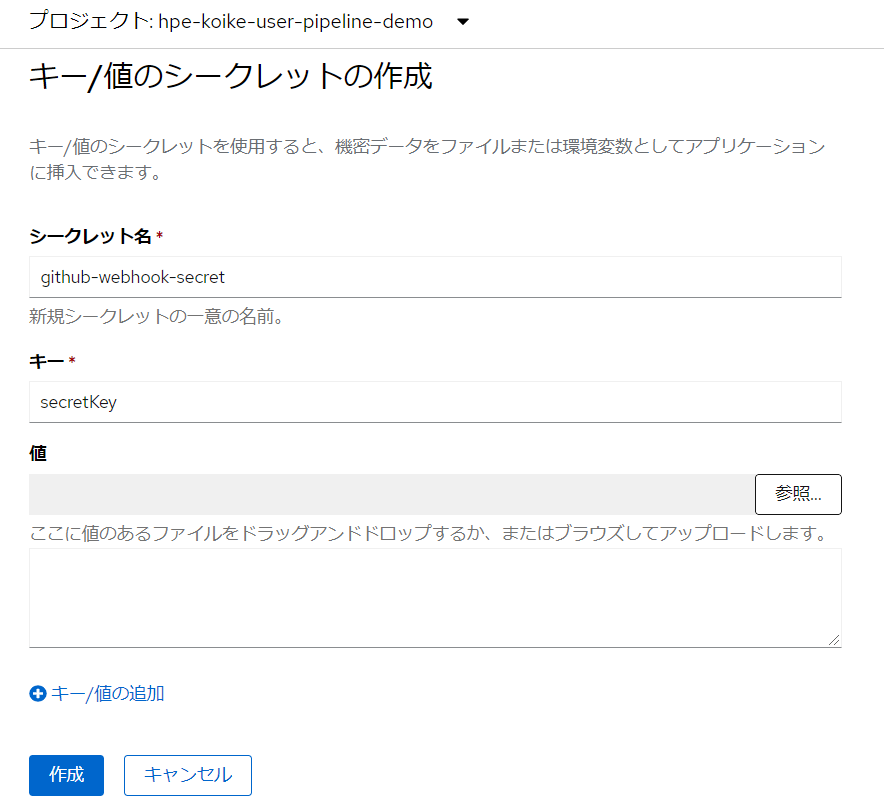 プロジェクト: hpe-koike-user-pipeline-demo
キー/値のシークレットの作成
キー/値のシークレットを使用すると、機密データをファイルまたは環境変数としてアプリケーション
に挿入できます。
シークレット名 *
github-webhook-secret
新規シークレットの一意の名前。
キー *
secretKey
値
参照...
ここに値のあるファイルをドラッグアンドドロップするか、またはブラウズしてアップロードします。
キー/値の追加
作成 キャンセル